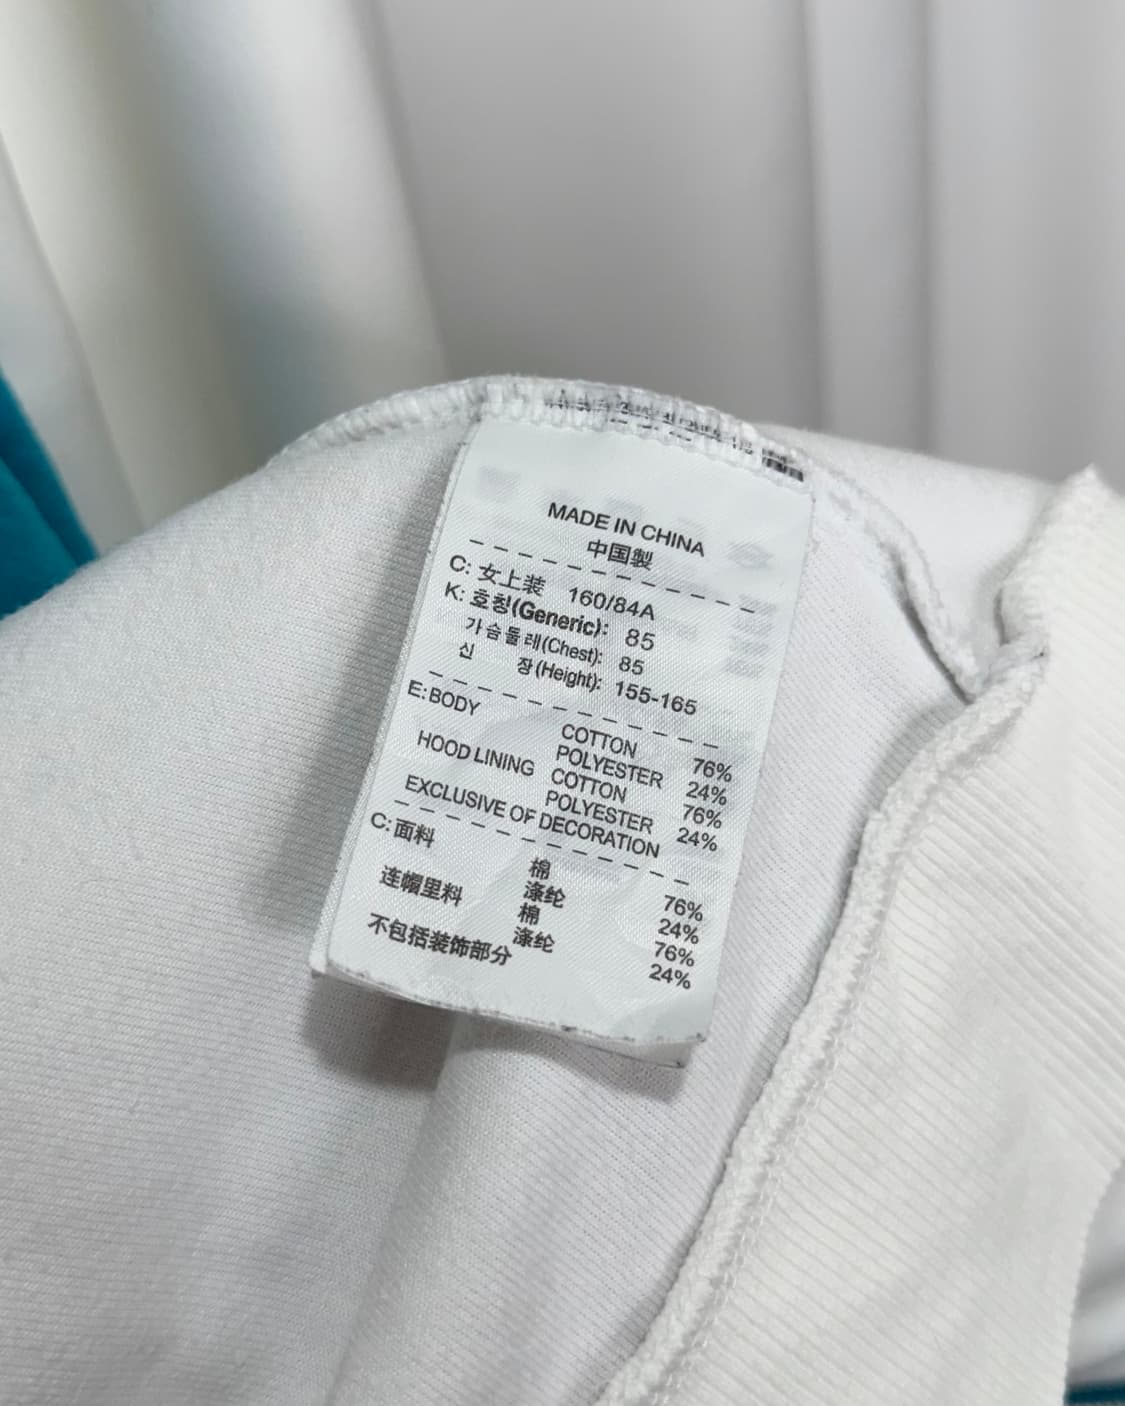 MADE IN CHINA
中国製
C: 女上装 160/84A
K: 호칭(Generic): 85
가슴둘레(Chest): 85
신 장(Height): 155-165
E: BODY COTTON 76%
POLYESTER 24%
HOOD LINING COTTON 76%
POLYESTER 24%
EXCLUSIVE OF DECORATION
C: 面料 棉 76%
涤纶 24%
连帽里料 棉 76%
涤纶 24%
不包括装饰部分